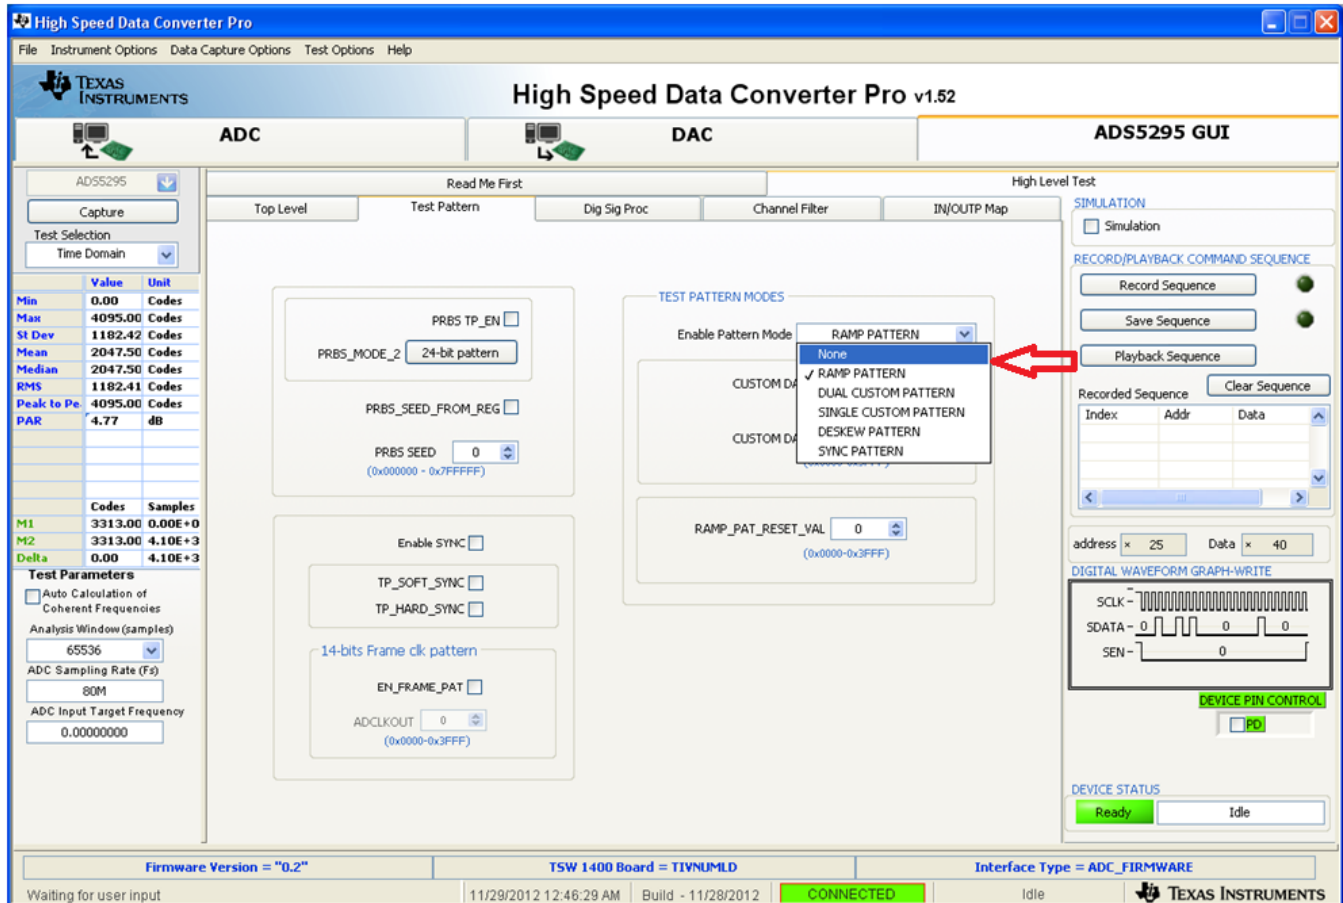 High Speed Data Converter Pro
File Instrument Options Data Capture Options Test Options Help
TEXAS INSTRUMENTS
High Speed Data Converter Pro v1.52
ADC
DAC
ADS5295 GUI
ADS5295
Capture
Test Selection
Time Domain
Value Unit
Min 0.00 Codes
Max 4095.00 Codes
St Dev 1182.42 Codes
Mean 2047.50 Codes
Median 2047.50 Codes
RMS 1182.41 Codes
Peak to Pe. 4095.00 Codes
PAR 4.77 dB
Codes Samples
M1 3313.00 0.00E+0
M2 3313.00 4.10E+3
Delta 0.00 4.10E+3
Test Parameters
Auto Calculation of
Coherent Frequencies
Analysis Window (samples)
65536
ADC Sampling Rate (Fs)
80M
ADC Input Target Frequency
0.00000000
Read Me First
High Level Test
Top Level
Test Pattern
Dig Sig Proc
Channel Filter
IN/OUTP Map
PRBS TP_EN
PRBS_MODE_2 24-bit pattern
PRBS_SEED_FROM_REG
PRBS SEED 0
(0x000000 - 0x7FFFFF)
Enable SYNC
TP_SOFT_SYNC
TP_HARD_SYNC
14-bits Frame clk pattern
EN_FRAME_PAT
ADCLKOUT 0
(0x0000-0x3FFF)
TEST PATTERN MODES
Enable Pattern Mode RAMP PATTERN
None
RAMP PATTERN
DUAL CUSTOM PATTERN
SINGLE CUSTOM PATTERN
DESKEW PATTERN
SYNC PATTERN
CUSTOM DA
CUSTOM DA
RAMP_PAT_RESET_VAL 0
(0x0000-0x3FFF)
SIMULATION
Simulation
RECORD/PLAYBACK COMMAND SEQUENCE
Record Sequence
Save Sequence
Playback Sequence
Recorded Sequence Clear Sequence
Index Addr Data
address × 25 Data × 40
DIGITAL WAVEFORM GRAPH-WRITE
SCLK -
SDATA - 0 0 0
SEN - 0
DEVICE PIN CONTROL
PD
DEVICE STATUS
Ready Idle
Firmware Version = "0.2" TSW 1400 Board = TIVNUMLD Interface Type = ADC_FIRMWARE
Waiting for user input 11/29/2012 12:46:29 AM Build - 11/28/2012 CONNECTED Idle TEXAS INSTRUMENTS